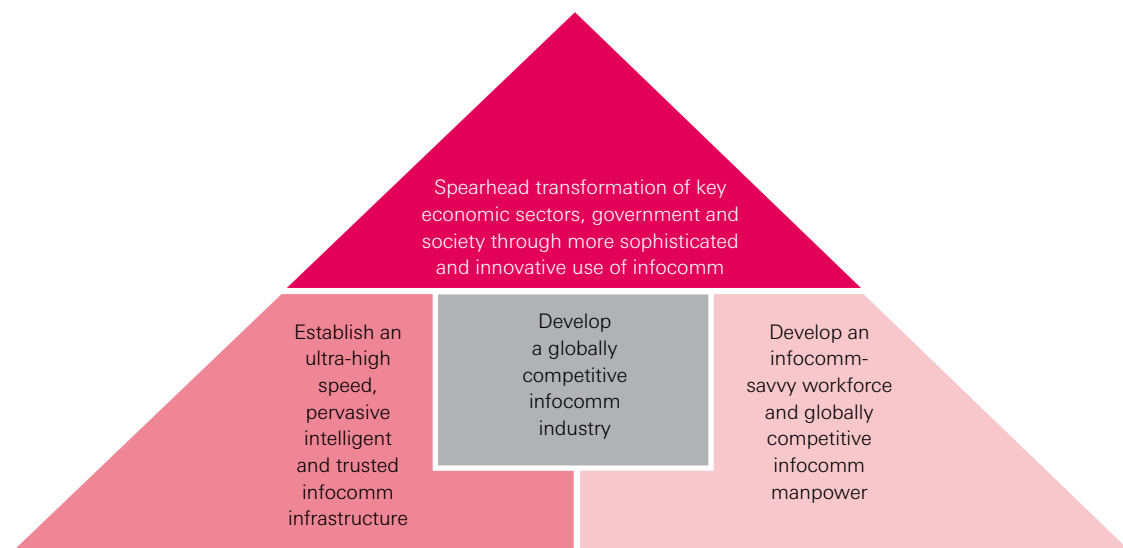 Spearhead transformation of key
economic sectors, government and
society through more sophisticated
and innovative use of infocomm
Establish an
ultra-high
speed,
pervasive
intelligent
and trusted
infocomm
infrastructure
Develop
a globally
competitive
infocomm
industry
Develop an
infocomm-
savvy workforce
and globally
competitive
infocomm
manpower